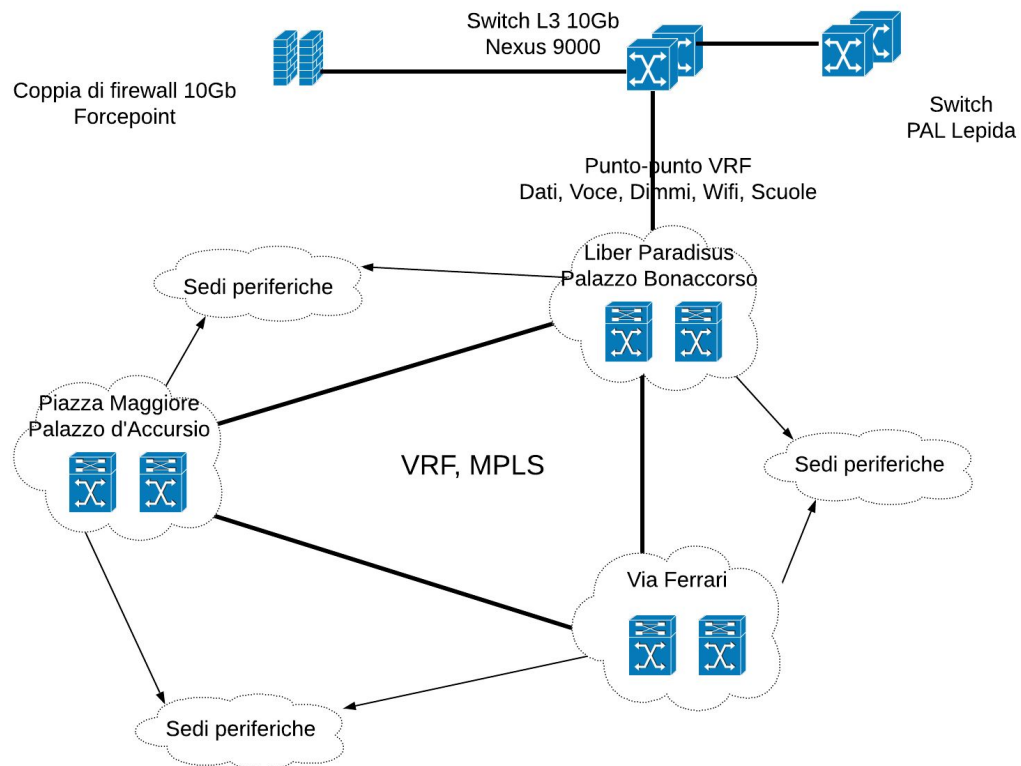 Switch L3 10Gb
Nexus 9000
Coppia di firewall 10Gb
Forcepoint
Switch
PAL Lepida
Punto-punto VRF
Dati, Voce, Dimmi, Wifi, Scuole
Liber Paradisus
Palazzo Bonaccorso
Sedi periferiche
Piazza Maggiore
Palazzo d'Accursio
VRF, MPLS
Sedi periferiche
Via Ferrari
Sedi periferiche